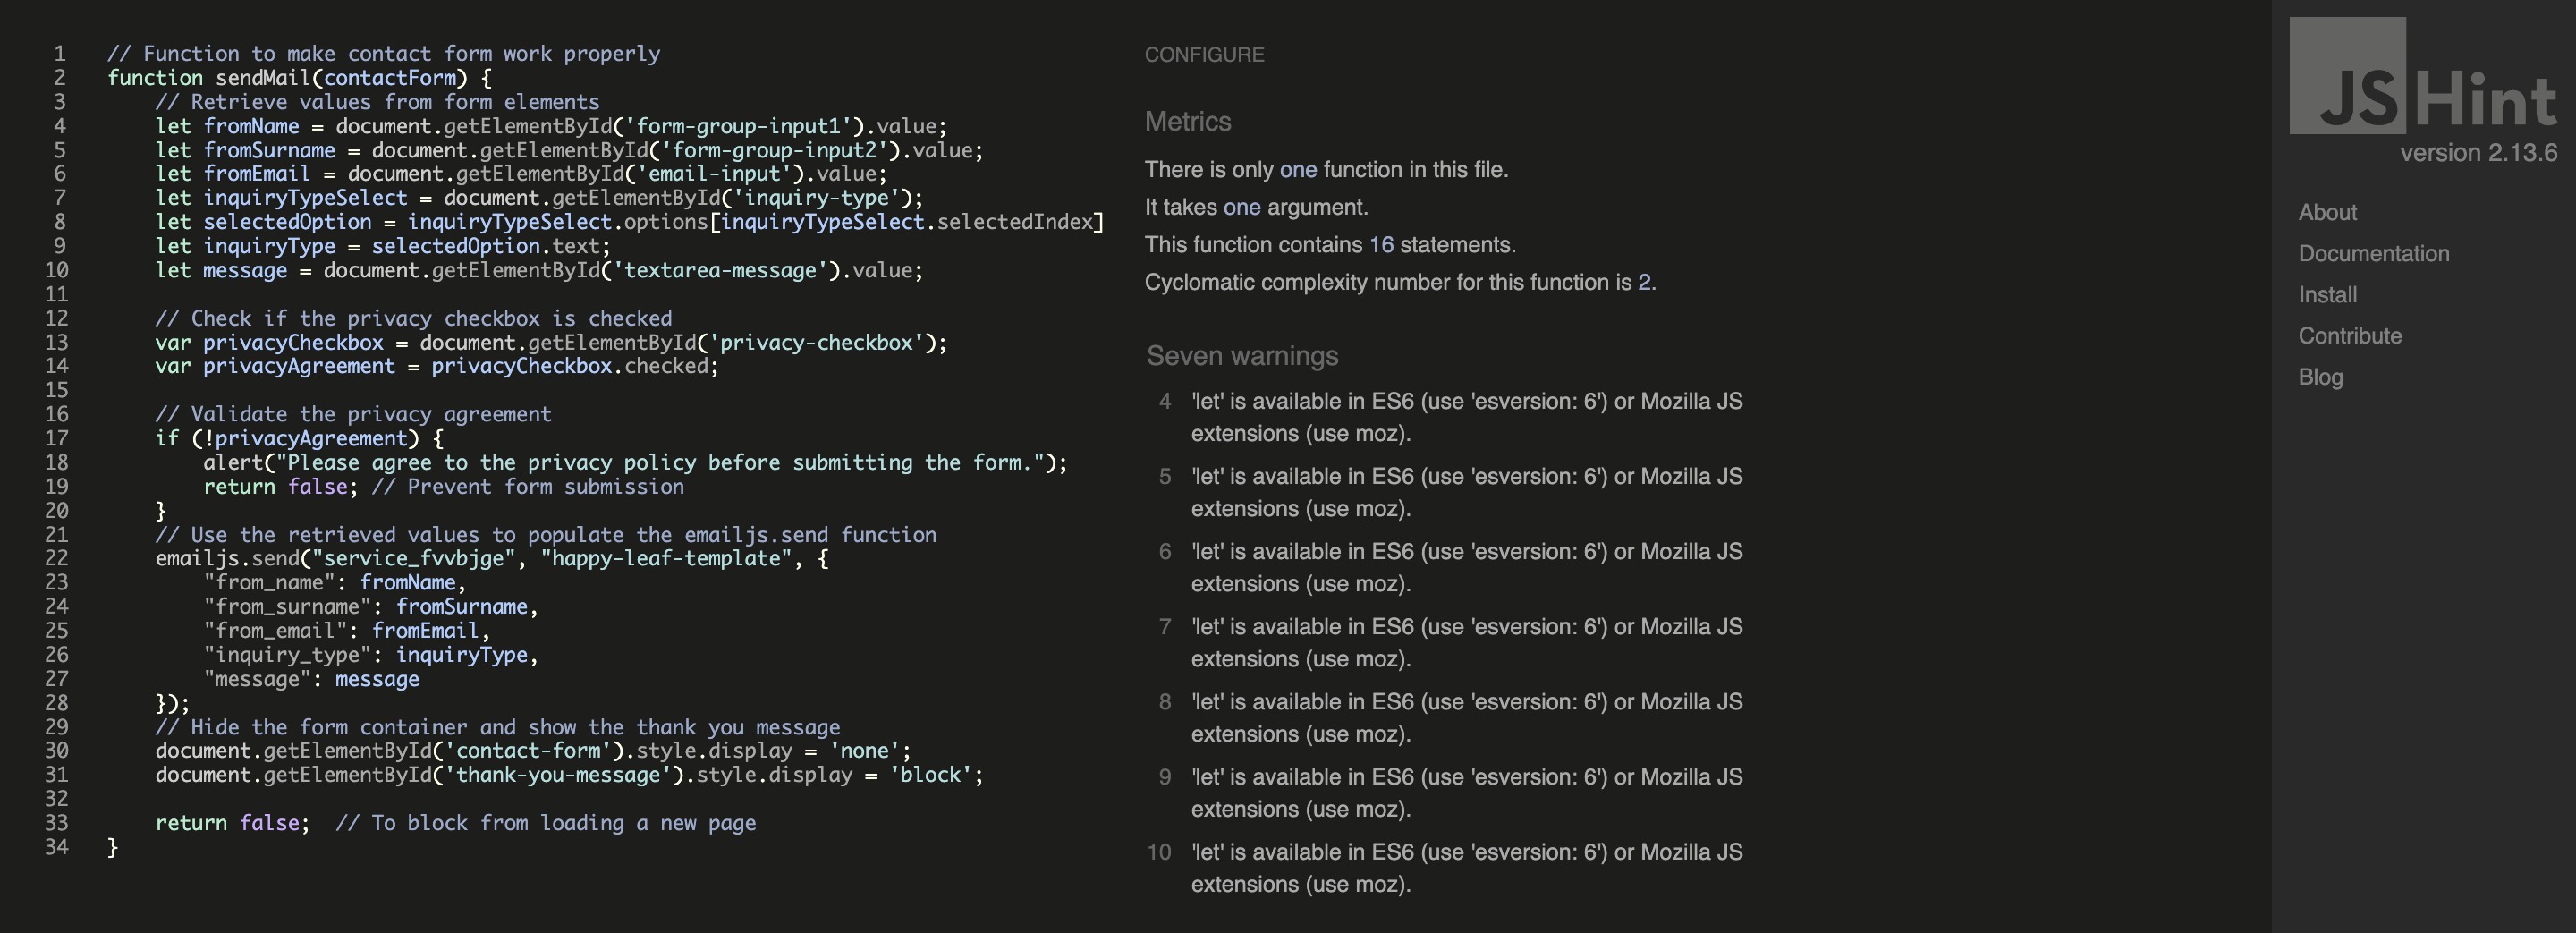 1 // Function to make contact form work properly
2 function sendMail(contactForm) {
3     // Retrieve values from form elements
4     let fromName = document.getElementById('form-group-input1').value;
5     let fromSurname = document.getElementById('form-group-input2').value;
6     let fromEmail = document.getElementById('email-input').value;
7     let inquiryTypeSelect = document.getElementById('inquiry-type');
8     let selectedOption = inquiryTypeSelect.options[inquiryTypeSelect.selectedIndex]
9     let inquiryType = selectedOption.text;
10     let message = document.getElementById('textarea-message').value;
11
12     // Check if the privacy checkbox is checked
13     var privacyCheckbox = document.getElementById('privacy-checkbox');
14     var privacyAgreement = privacyCheckbox.checked;
15
16     // Validate the privacy agreement
17     if (!privacyAgreement) {
18         alert("Please agree to the privacy policy before submitting the form.");
19         return false; // Prevent form submission
20     }
21     // Use the retrieved values to populate the emailjs.send function
22     emailjs.send("service_fvvbjge", "happy-leaf-template", {
23         "from_name": fromName,
24         "from_surname": fromSurname,
25         "from_email": fromEmail,
26         "inquiry_type": inquiryType,
27         "message": message
28     });
29     // Hide the form container and show the thank you message
30     document.getElementById('contact-form').style.display = 'none';
31     document.getElementById('thank-you-message').style.display = 'block';
32
33     return false;  // To block from loading a new page
34 }
CONFIGURE
Metrics
There is only one function in this file.
It takes one argument.
This function contains 16 statements.
Cyclomatic complexity number for this function is 2.
Seven warnings
4 'let' is available in ES6 (use 'esversion: 6') or Mozilla JS
extensions (use moz).
5 'let' is available in ES6 (use 'esversion: 6') or Mozilla JS
extensions (use moz).
6 'let' is available in ES6 (use 'esversion: 6') or Mozilla JS
extensions (use moz).
7 'let' is available in ES6 (use 'esversion: 6') or Mozilla JS
extensions (use moz).
8 'let' is available in ES6 (use 'esversion: 6') or Mozilla JS
extensions (use moz).
9 'let' is available in ES6 (use 'esversion: 6') or Mozilla JS
extensions (use moz).
10 'let' is available in ES6 (use 'esversion: 6') or Mozilla JS
extensions (use moz).
JSHint
version 2.13.6
About
Documentation
Install
Contribute
Blog